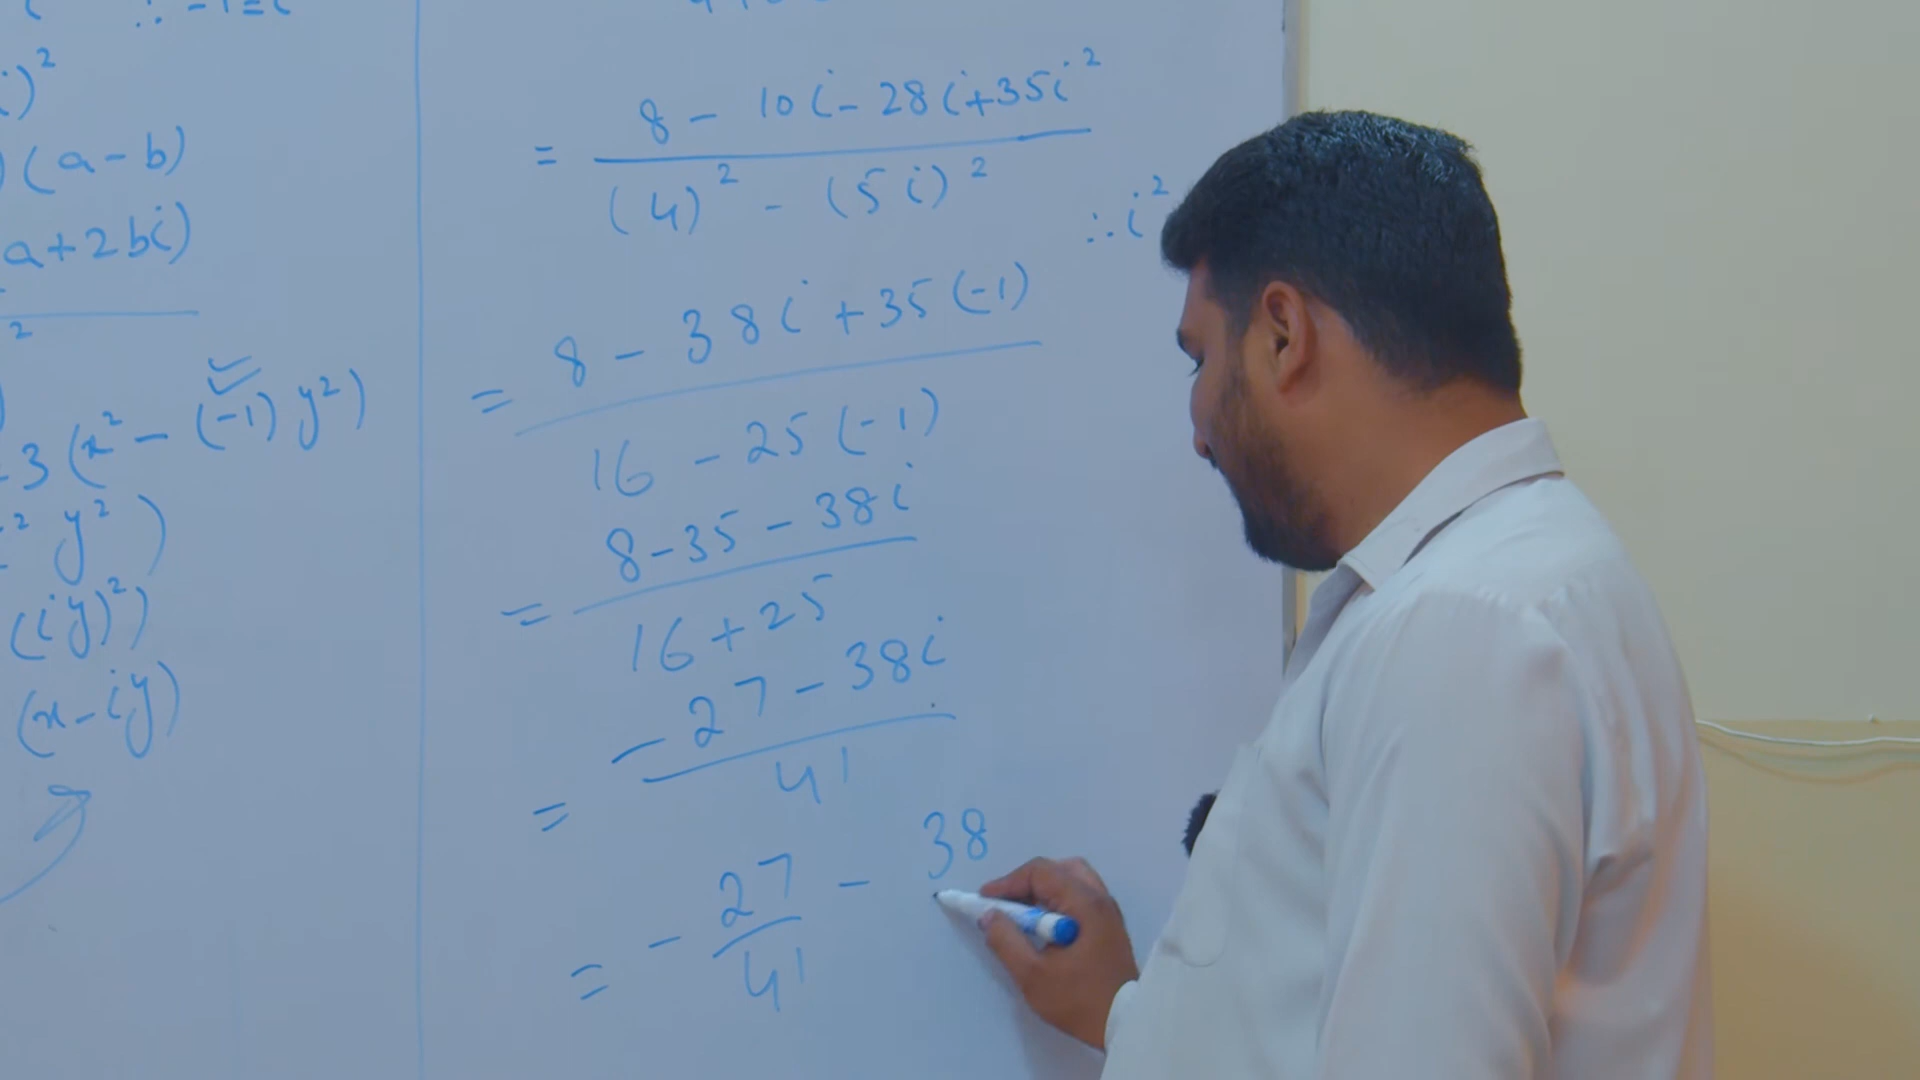 ∴ -1 = i
i)²
)(a-b)
a+2bi)
2
3(x² - (-1)y²)
² y²)
(iy)²)
(x-iy)
= 8 - 10i - 28i + 35i²
(4)² - (5i)²
∴ i²
= 8 - 38i + 35(-1)
16 - 25(-1)
= 8 - 35 - 38i
16 + 25
= -27 - 38i
41
= - 27/41 - 38